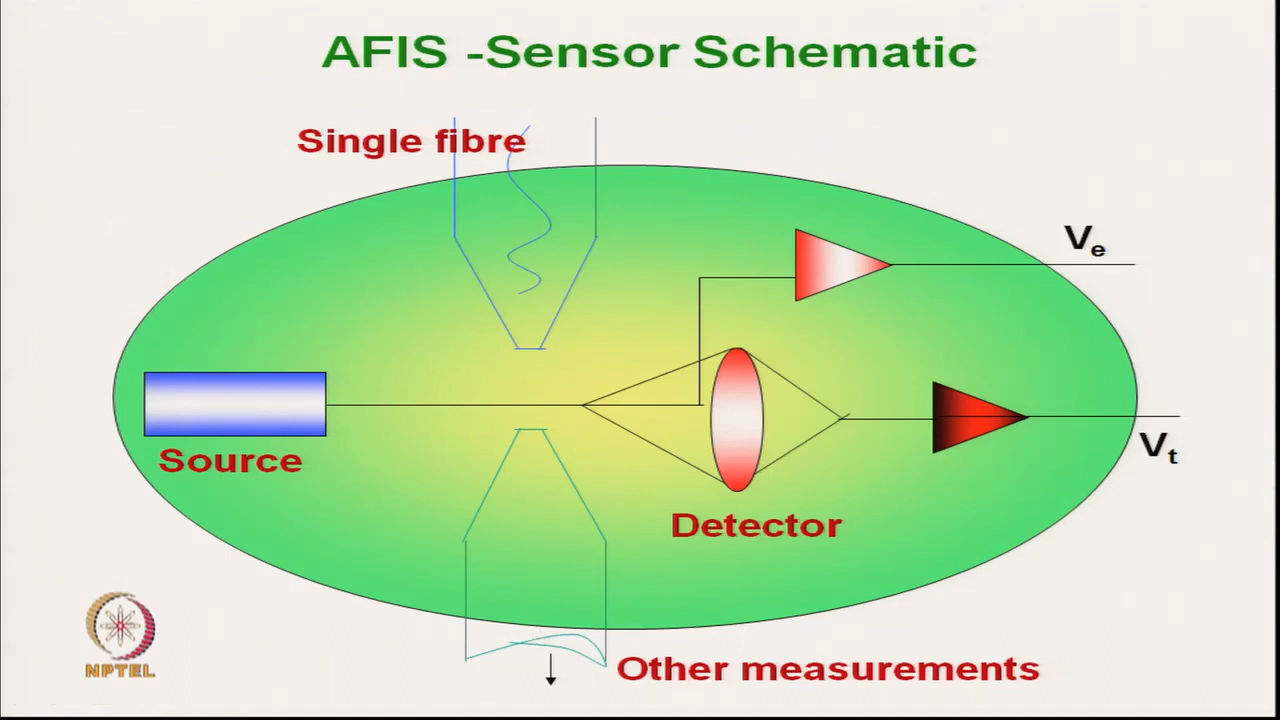 AFIS -Sensor Schematic
Single fibre
Ve
Source
Vt
Detector
Other measurements
NPTEL